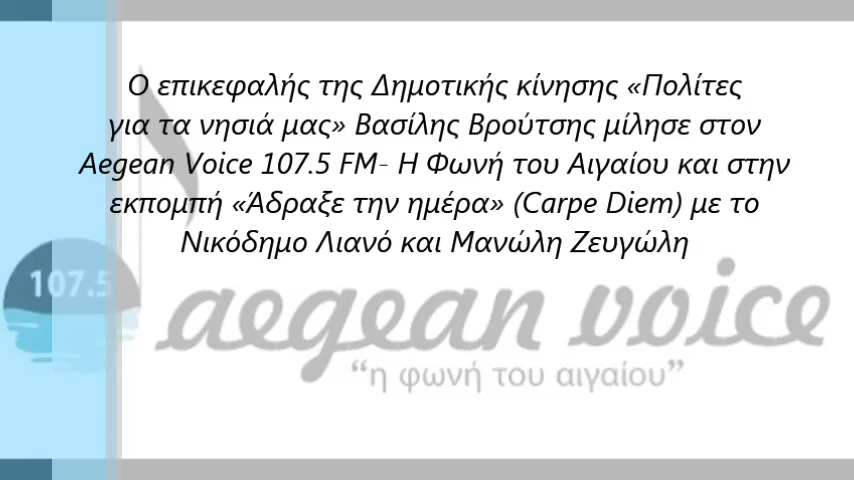 Ο επικεφαλής της Δημοτικής κίνησης «Πολίτες
για τα νησιά μας» Βασίλης Βρούτσης μίλησε στον
Aegean Voice 107.5 FM- Η Φωνή του Αιγαίου και στην
εκπομπή «Άδραξε την ημέρα» (Carpe Diem) με το
Νικόδημο Λιανό και Μανώλη Ζευγώλη
107.5
aegean voice
“η φωνή του αιγαίου”